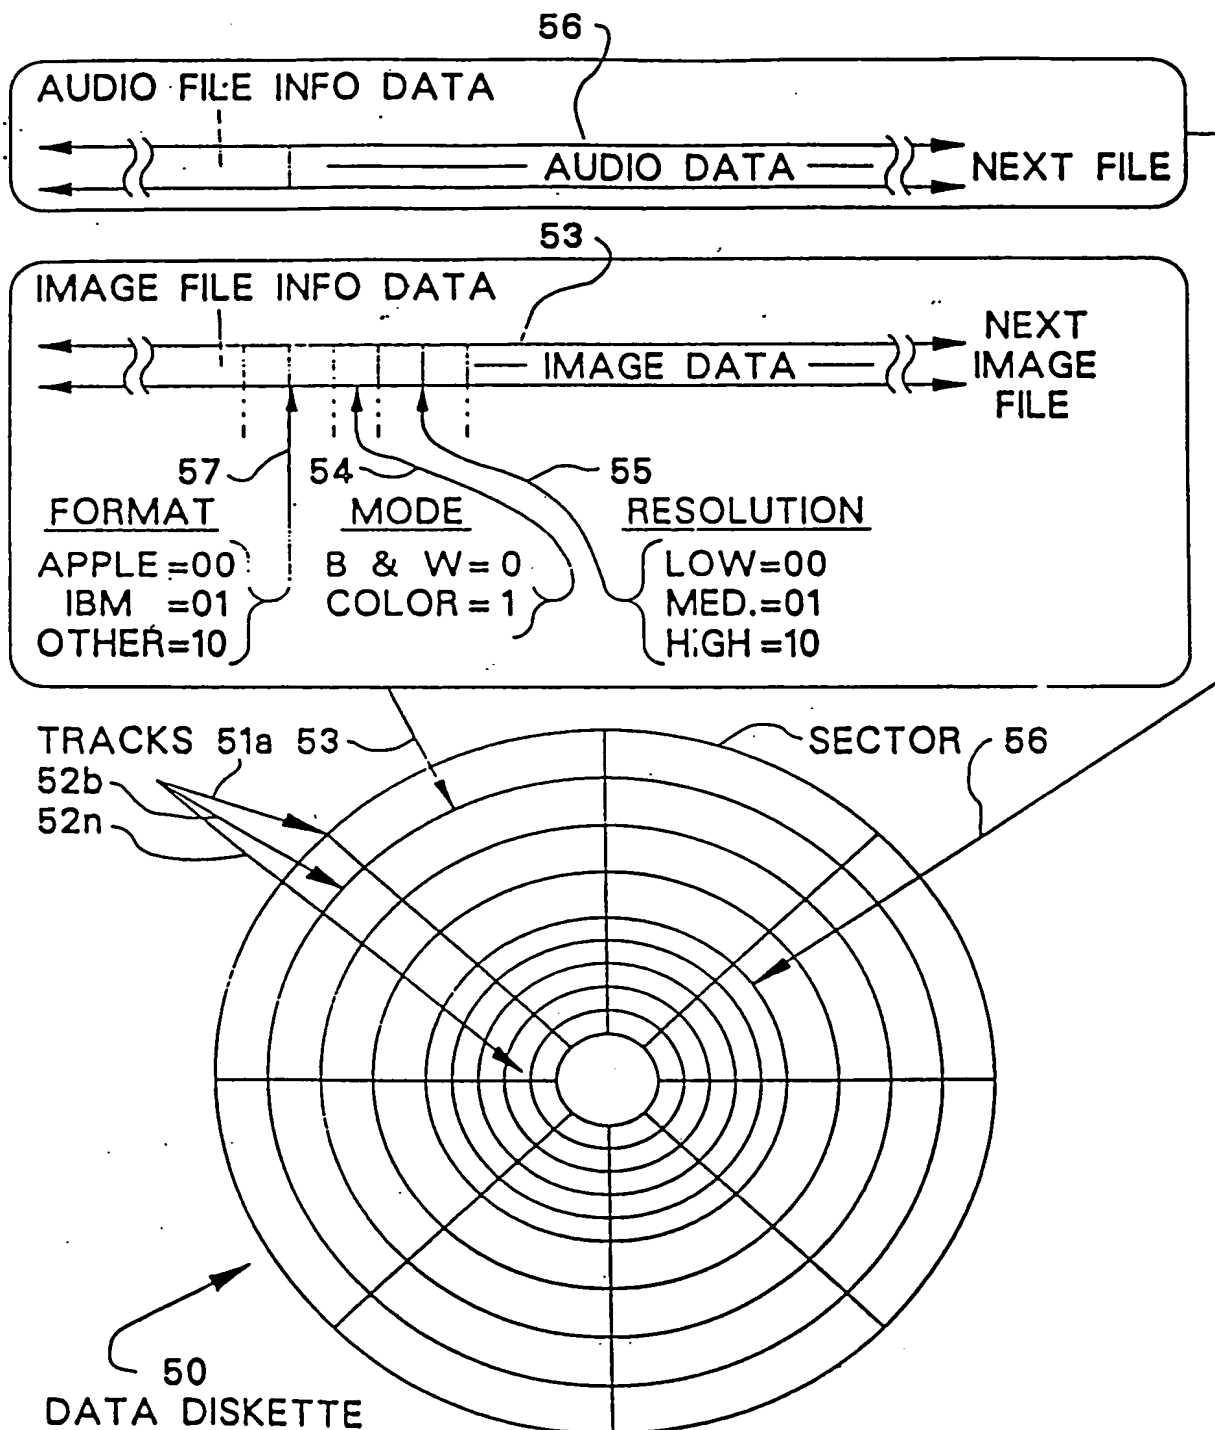 56
AUDIO FILE INFO DATA
AUDIO DATA
NEXT FILE
53
IMAGE FILE INFO DATA
IMAGE DATA
NEXT
IMAGE
FILE
57 54 55
FORMAT MODE RESOLUTION
APPLE=00 B & W=0 LOW=00
IBM =01 COLOR=1 MED.=01
OTHER=10 HIGH=10
TRACKS 51a 53 SECTOR 56
52b
52n
50
DATA DISKETTE